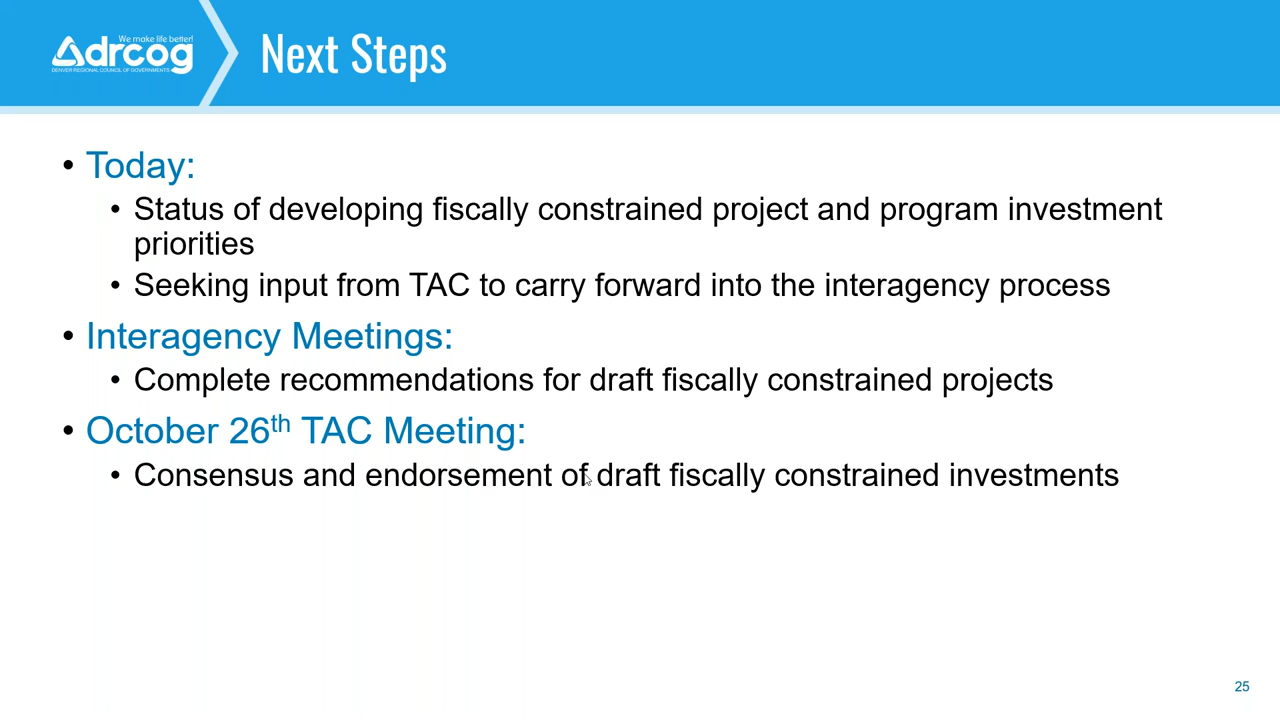 We make life better!
drcog
DENVER REGIONAL COUNCIL OF GOVERNMENTS
Next Steps
• Today:
• Status of developing fiscally constrained project and program investment
priorities
• Seeking input from TAC to carry forward into the interagency process
• Interagency Meetings:
• Complete recommendations for draft fiscally constrained projects
• October 26th TAC Meeting:
• Consensus and endorsement of draft fiscally constrained investments
25